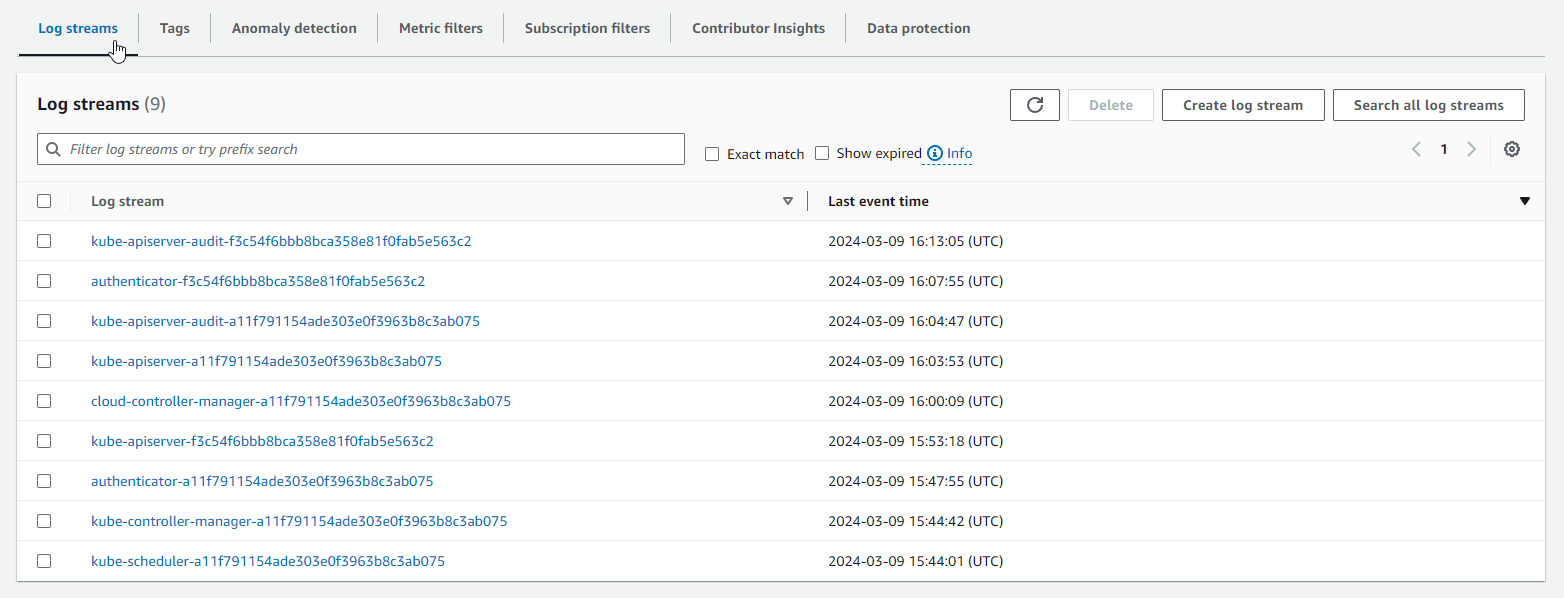 Log streams Tags Anomaly detection Metric filters Subscription filters Contributor Insights Data protection
Log streams (9) Delete Create log stream Search all log streams
Filter log streams or try prefix search Exact match Show expired Info 1
Log stream Last event time
kube-apiserver-audit-f3c54f6bbb8bca358e81f0fab5e563c2 2024-03-09 16:13:05 (UTC)
authenticator-f3c54f6bbb8bca358e81f0fab5e563c2 2024-03-09 16:07:55 (UTC)
kube-apiserver-audit-a11f791154ade303e0f3963b8c3ab075 2024-03-09 16:04:47 (UTC)
kube-apiserver-a11f791154ade303e0f3963b8c3ab075 2024-03-09 16:03:53 (UTC)
cloud-controller-manager-a11f791154ade303e0f3963b8c3ab075 2024-03-09 16:00:09 (UTC)
kube-apiserver-f3c54f6bbb8bca358e81f0fab5e563c2 2024-03-09 15:53:18 (UTC)
authenticator-a11f791154ade303e0f3963b8c3ab075 2024-03-09 15:47:55 (UTC)
kube-controller-manager-a11f791154ade303e0f3963b8c3ab075 2024-03-09 15:44:42 (UTC)
kube-scheduler-a11f791154ade303e0f3963b8c3ab075 2024-03-09 15:44:01 (UTC)